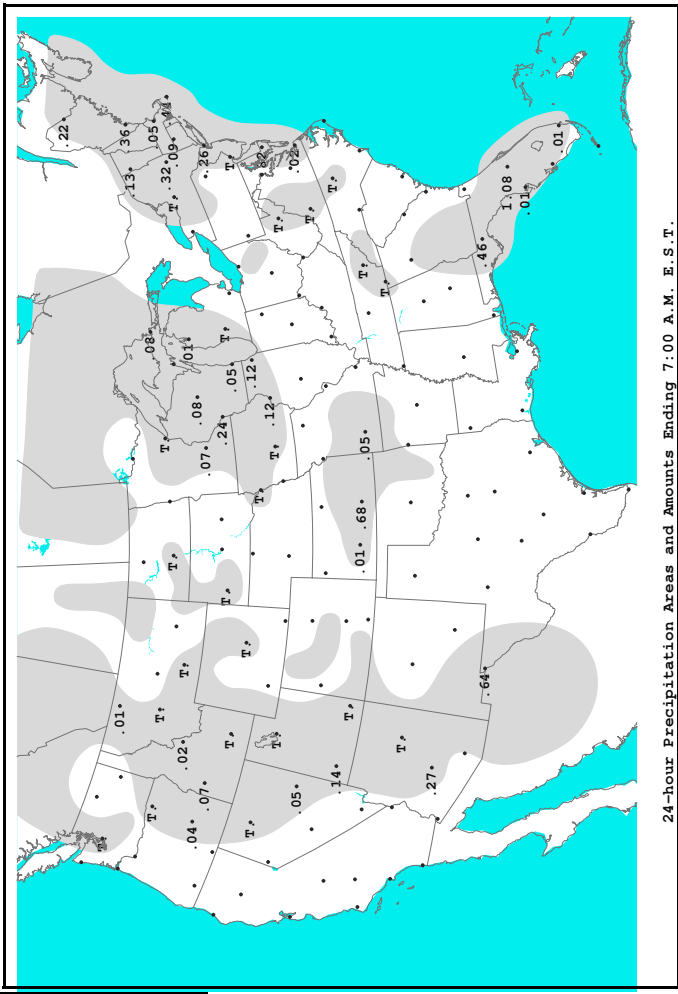 .22
.01
.36
.13
T
.08
.05
T
T
.32
T
T
.09
.02
T
.01
.04
.08
.07
.26
.07
.24
T
T
T
T
.05
T
T
.12
T
.12
T
T
T
.02
.05
T
T
.14
T
.01
.68
T
.05
T
T
.27
.46
.64
1.08
.01
.01
24-hour Precipitation Areas and Amounts Ending 7:00 A.M. E.S.T.